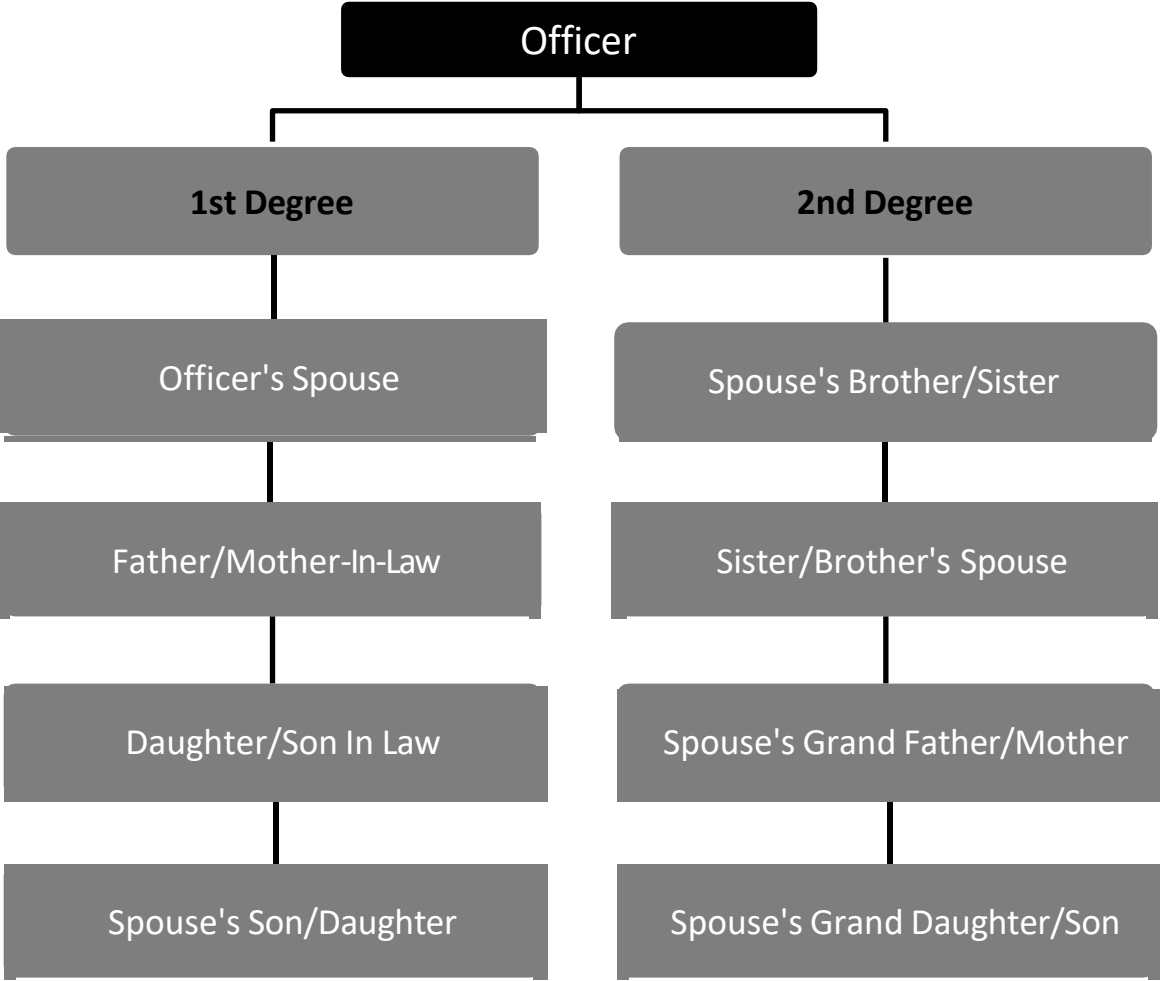 Officer
1st Degree
2nd Degree
Officer's Spouse
Spouse's Brother/Sister
Father/Mother-In-Law
Sister/Brother's Spouse
Daughter/Son In Law
Spouse's Grand Father/Mother
Spouse's Son/Daughter
Spouse's Grand Daughter/Son